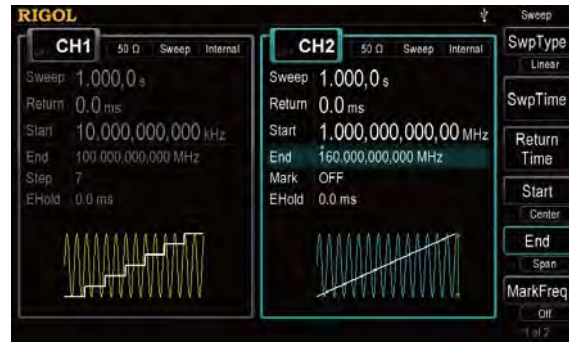 RIGOL
Sweep
CH1 50 Ω Sweep Internal
Sweep 1.000,0 s
Return 0.0 ms
Start 10.000,000,000 kHz
End 100.000,000,000 MHz
Step 7
EHold 0.0 ms
CH2 50 Ω Sweep Internal
Sweep 1.000,0 s
Return 0.0 ms
Start 1.000,000,000,00 MHz
End 160.000,000,000 MHz
Mark OFF
EHold 0.0 ms
SwpType
Linear
SwpTime
Return
Time
Start
Center
End
Span
MarkFreq
Off
1 of 2